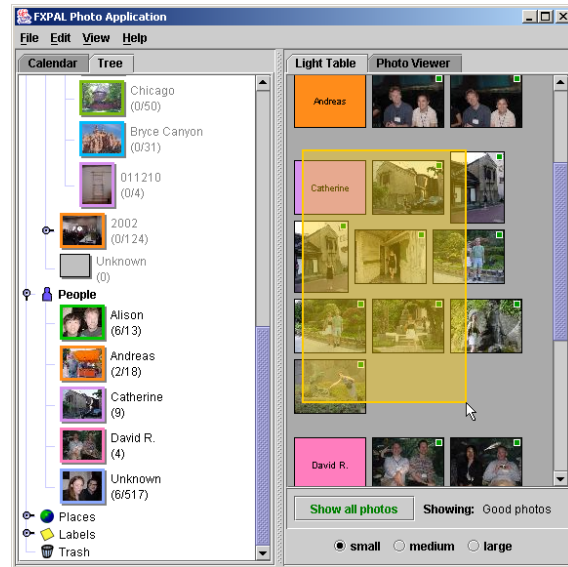 FXPAL Photo Application
File Edit View Help
Calendar Tree
Chicago
(0/50)
Bryce Canyon
(0/31)
011210
(0/4)
2002
(0/124)
Unknown
(0)
People
Alison
(6/13)
Andreas
(2/18)
Catherine
(9)
David R.
(4)
Unknown
(6/517)
Places
Labels
Trash
Light Table Photo Viewer
Andreas
Catherine
David R.
Show all photos Showing: Good photos
small medium large